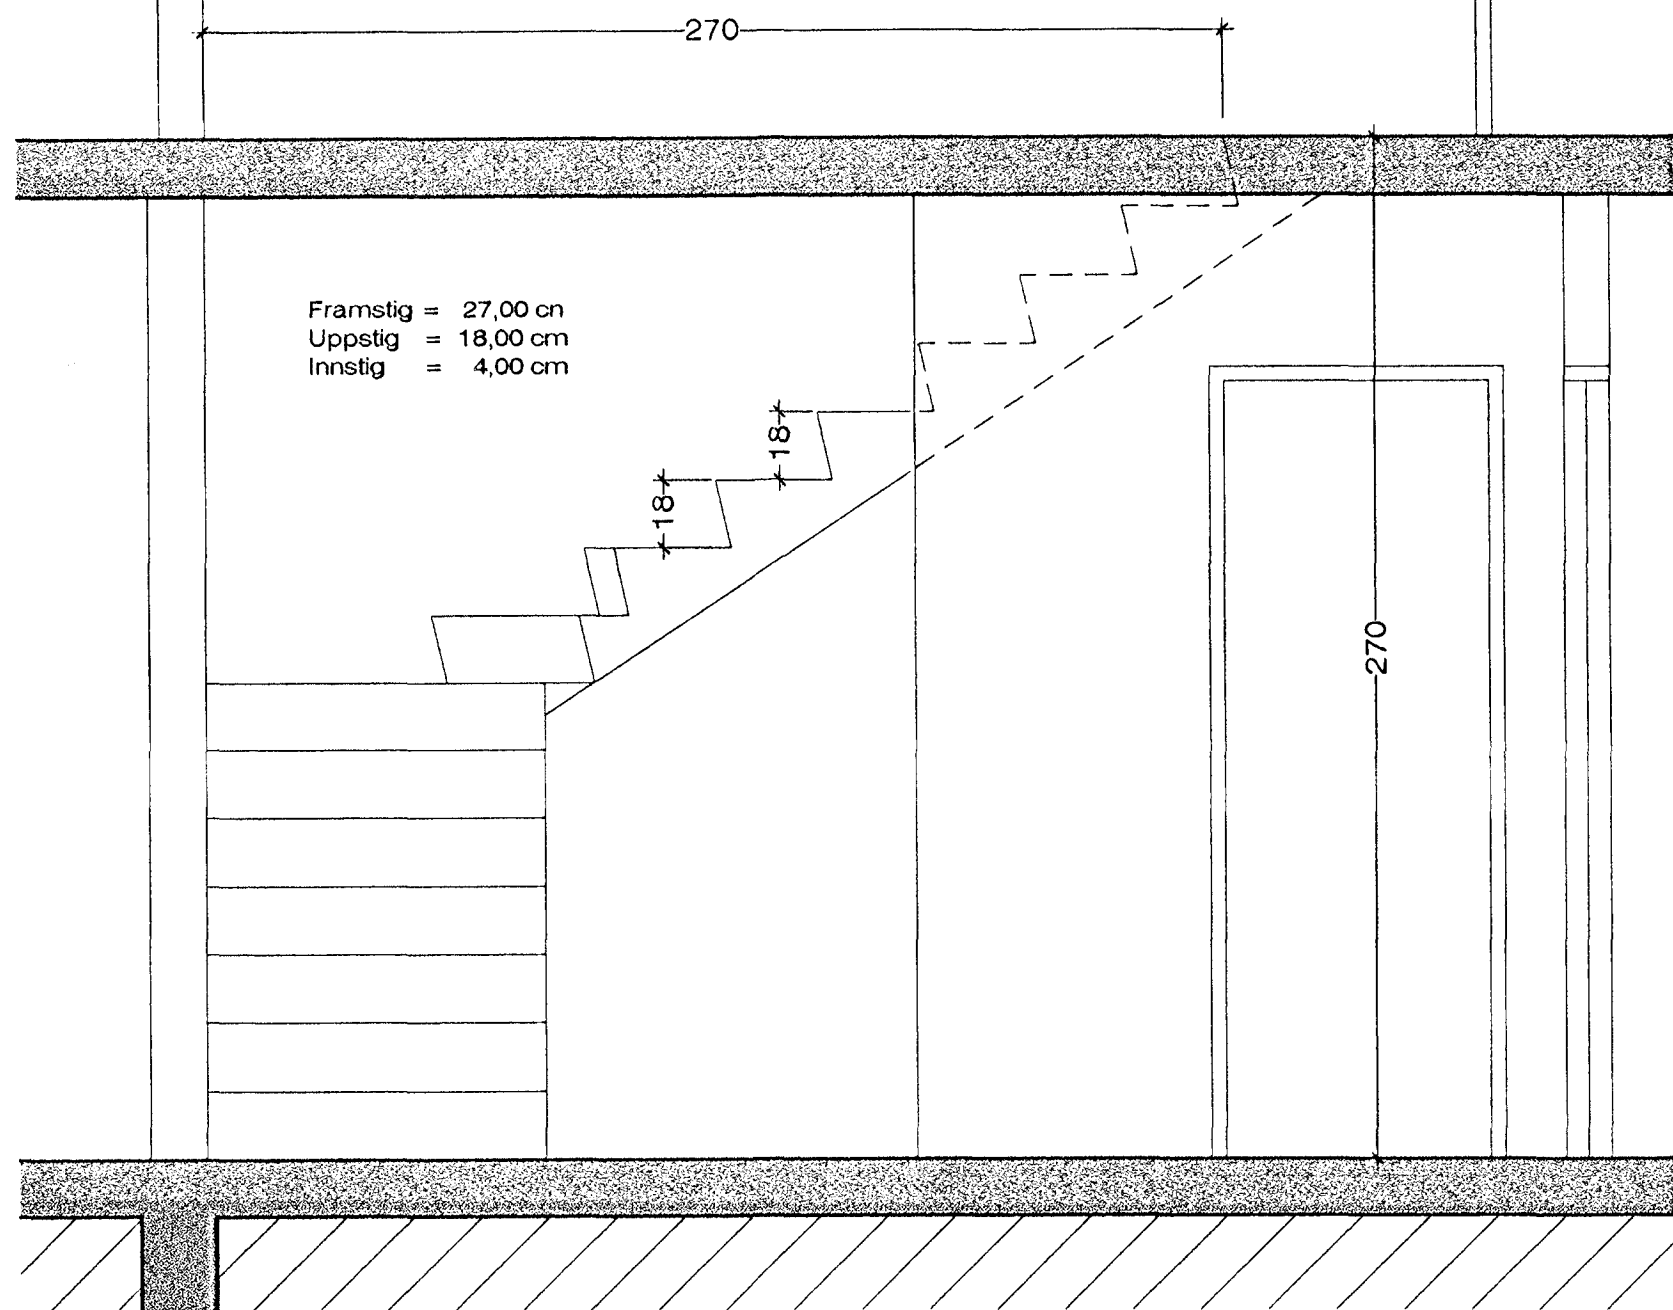 270
Framstig = 27,00 cn
Uppstig = 18,00 cm
Innstig = 4,00 cm
18
18
270